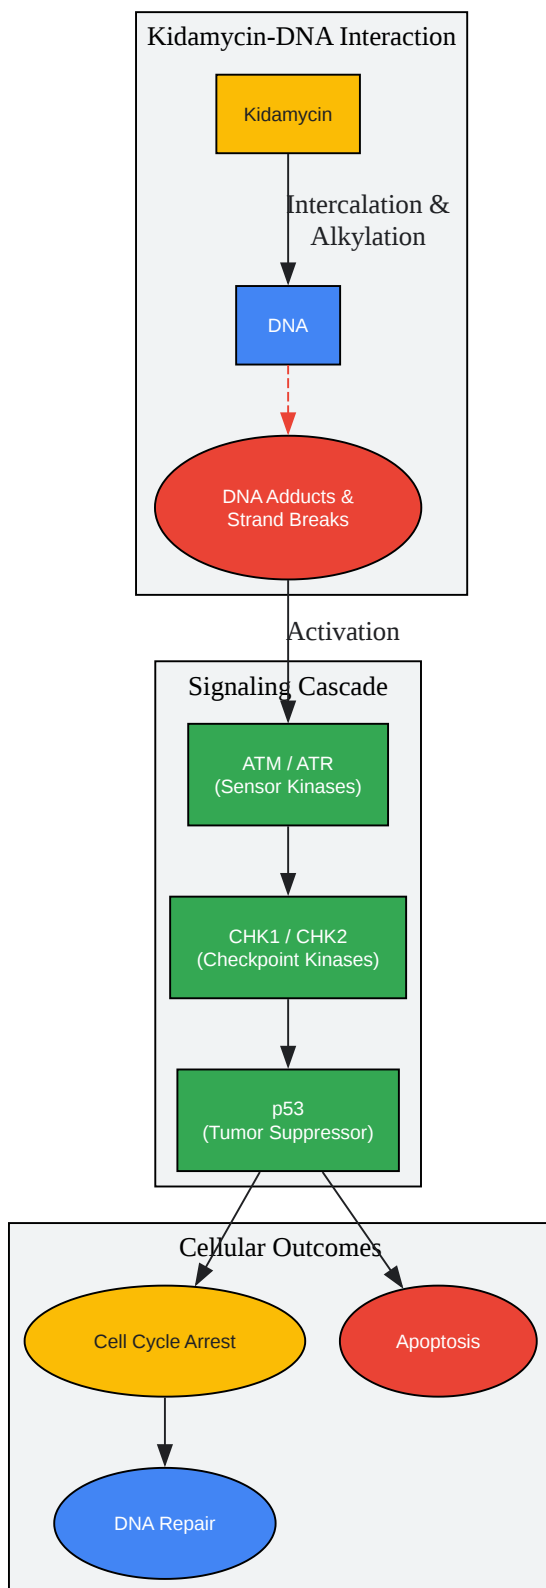 Kidamycin-DNA Interaction
Kidamycin
Intercalation &
Alkylation
DNA
DNA Adducts &
Strand Breaks
Activation
Signaling Cascade
ATM / ATR
(Sensor Kinases)
CHK1 / CHK2
(Checkpoint Kinases)
p53
(Tumor Suppressor)
Cellular Outcomes
Cell Cycle Arrest
Apoptosis
DNA Repair